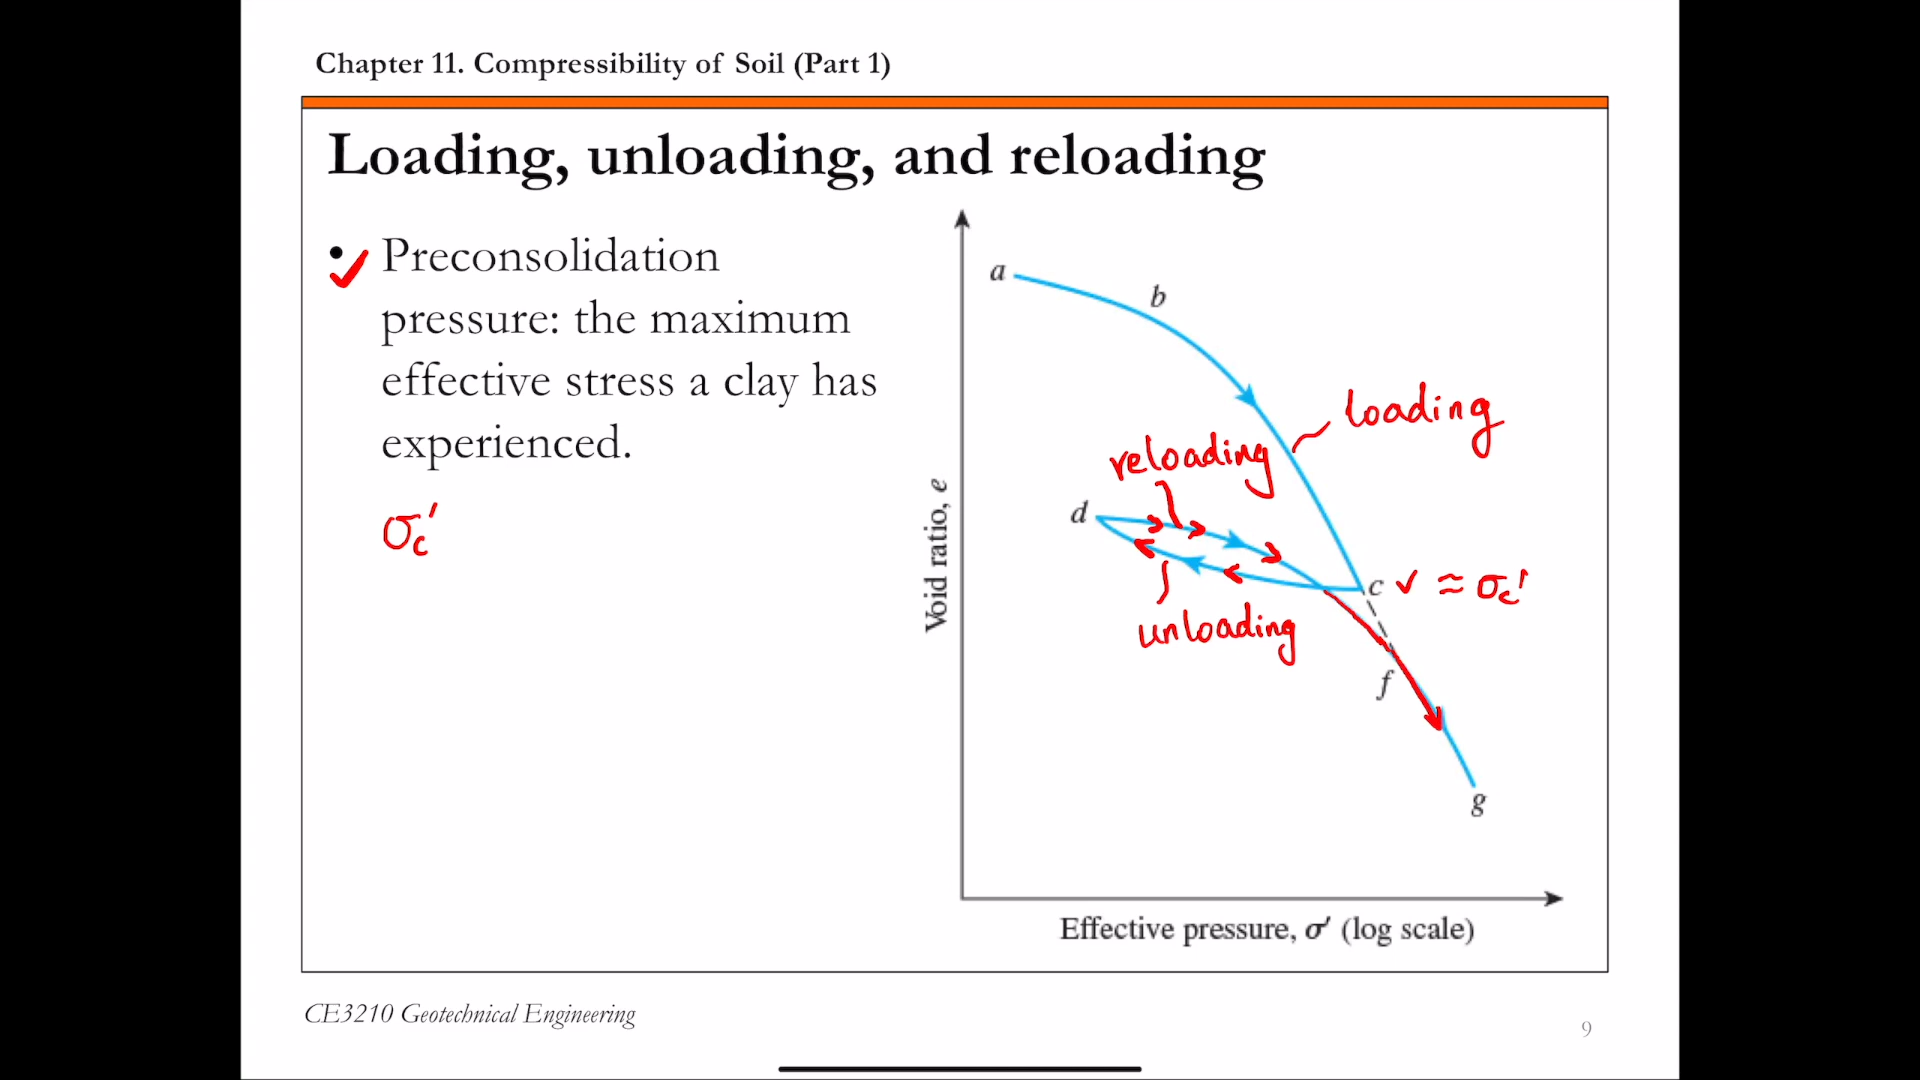 Chapter 11. Compressibility of Soil (Part 1)
Loading, unloading, and reloading
• Preconsolidation
pressure: the maximum
effective stress a clay has
experienced.
σc'
a
b
loading
reloading
d
c ✓ ≈ σc'
unloading
f
g
Void ratio, e
Effective pressure, σ' (log scale)
CE3210 Geotechnical Engineering
9